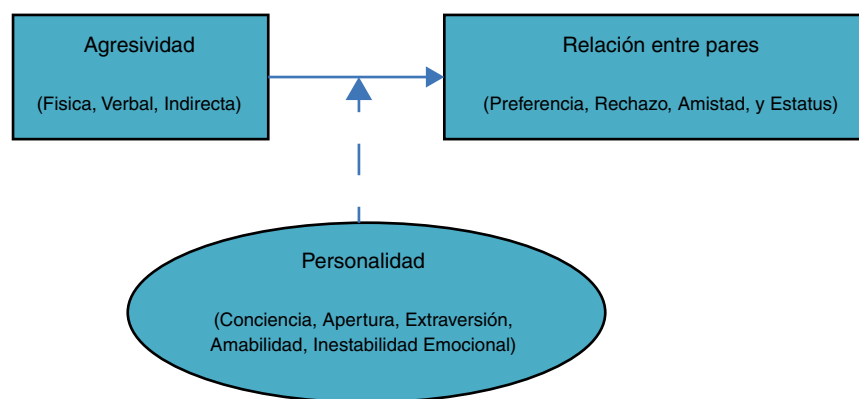 Agresividad
(Fisica, Verbal, Indirecta)
Relación entre pares
(Preferencia, Rechazo, Amistad, y Estatus)
Personalidad
(Conciencia, Apertura, Extraversión,
Amabilidad, Inestabilidad Emocional)